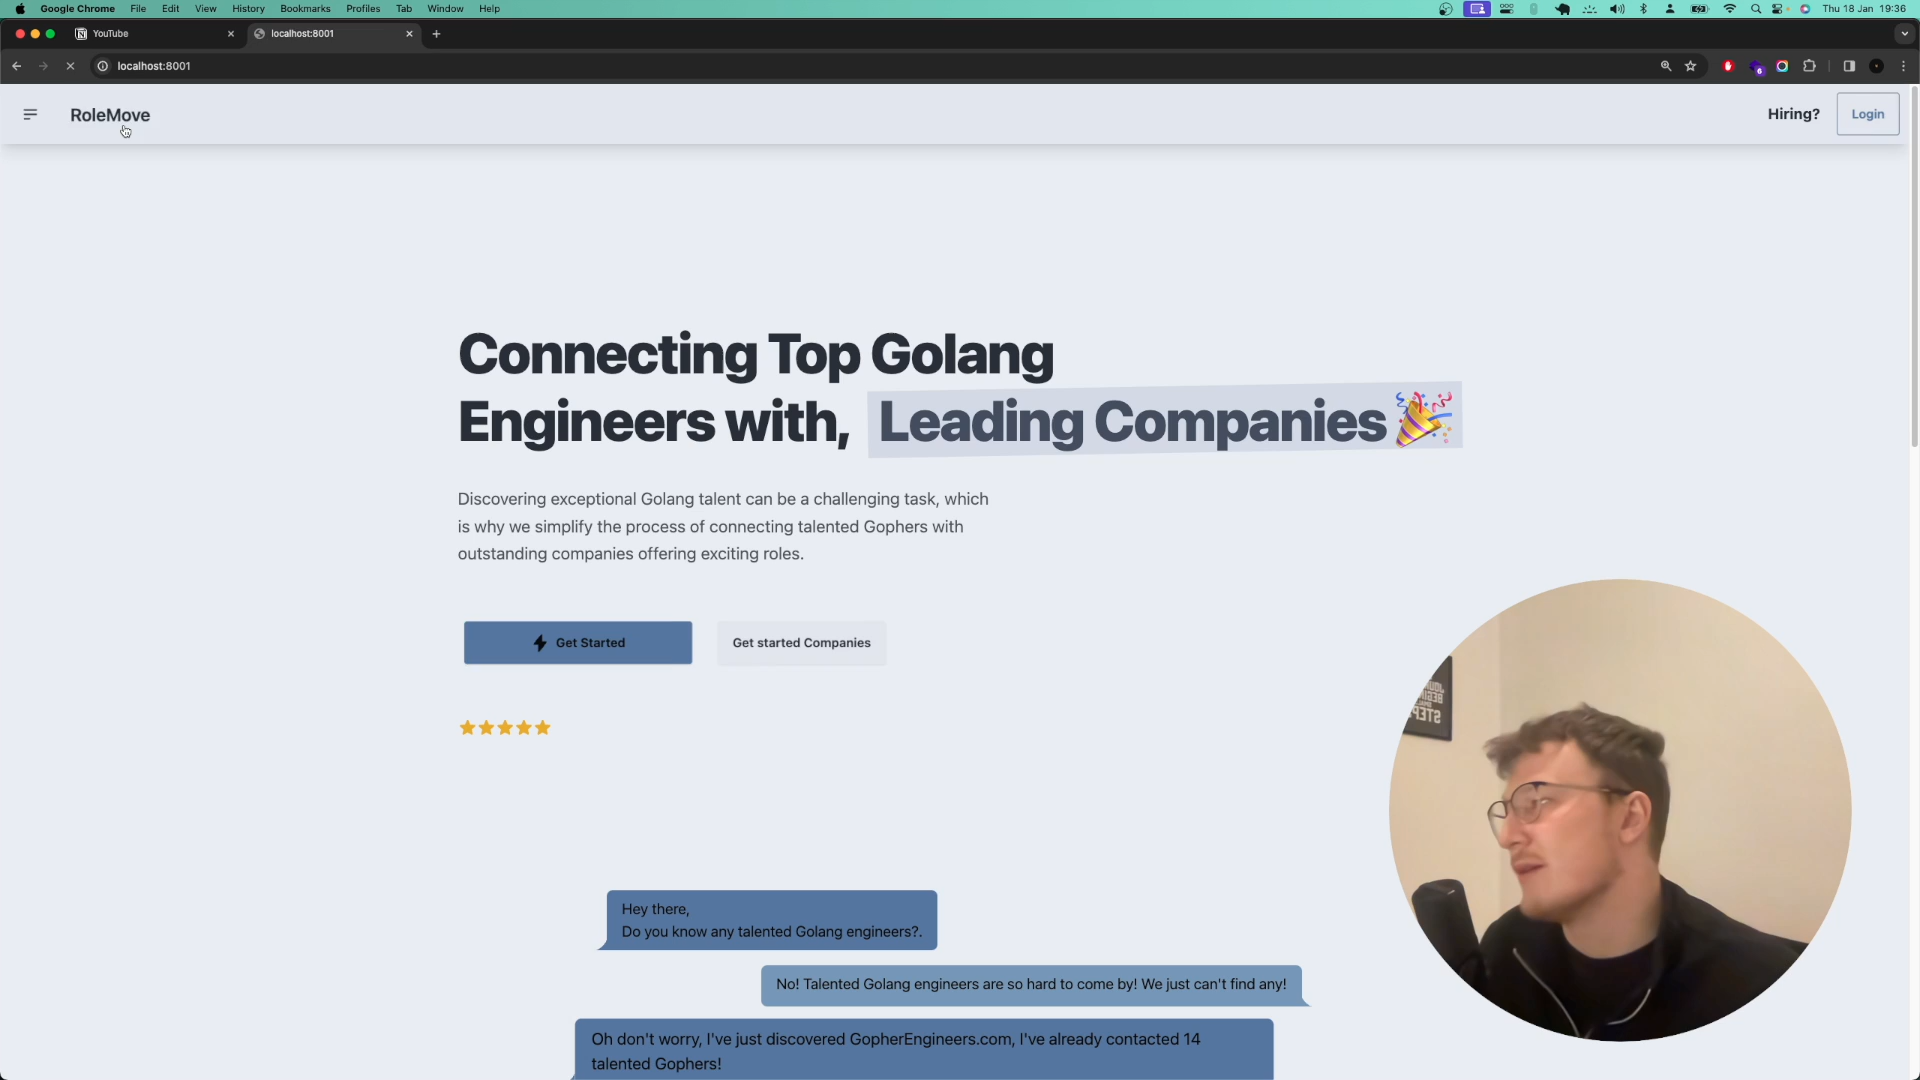 Google Chrome File Edit View History Bookmarks Profiles Tab Window Help Thu 18 Jan 19:36
YouTube localhost:8001
localhost:8001
6
RoleMove Hiring? Login
Connecting Top Golang
Engineers with, Leading Companies🎉
Discovering exceptional Golang talent can be a challenging task, which
is why we simplify the process of connecting talented Gophers with
outstanding companies offering exciting roles.
Get Started Get started Companies
Hey there,
Do you know any talented Golang engineers?.
No! Talented Golang engineers are so hard to come by! We just can't find any!
Oh don't worry, I've just discovered GopherEngineers.com, I've already contacted 14
talented Gophers!